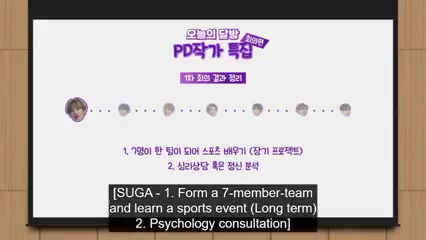 오늘의 달방
PD작가 특집
회의편
1차 회의 결과 정리
1. 7명이 한 팀이 되어 스포츠 배우기 (장기 프로젝트)
2. 심리상담 혹은 정신 분석
[SUGA - 1. Form a 7-member-team
and learn a sports event (Long term)
2. Psychology consultation]